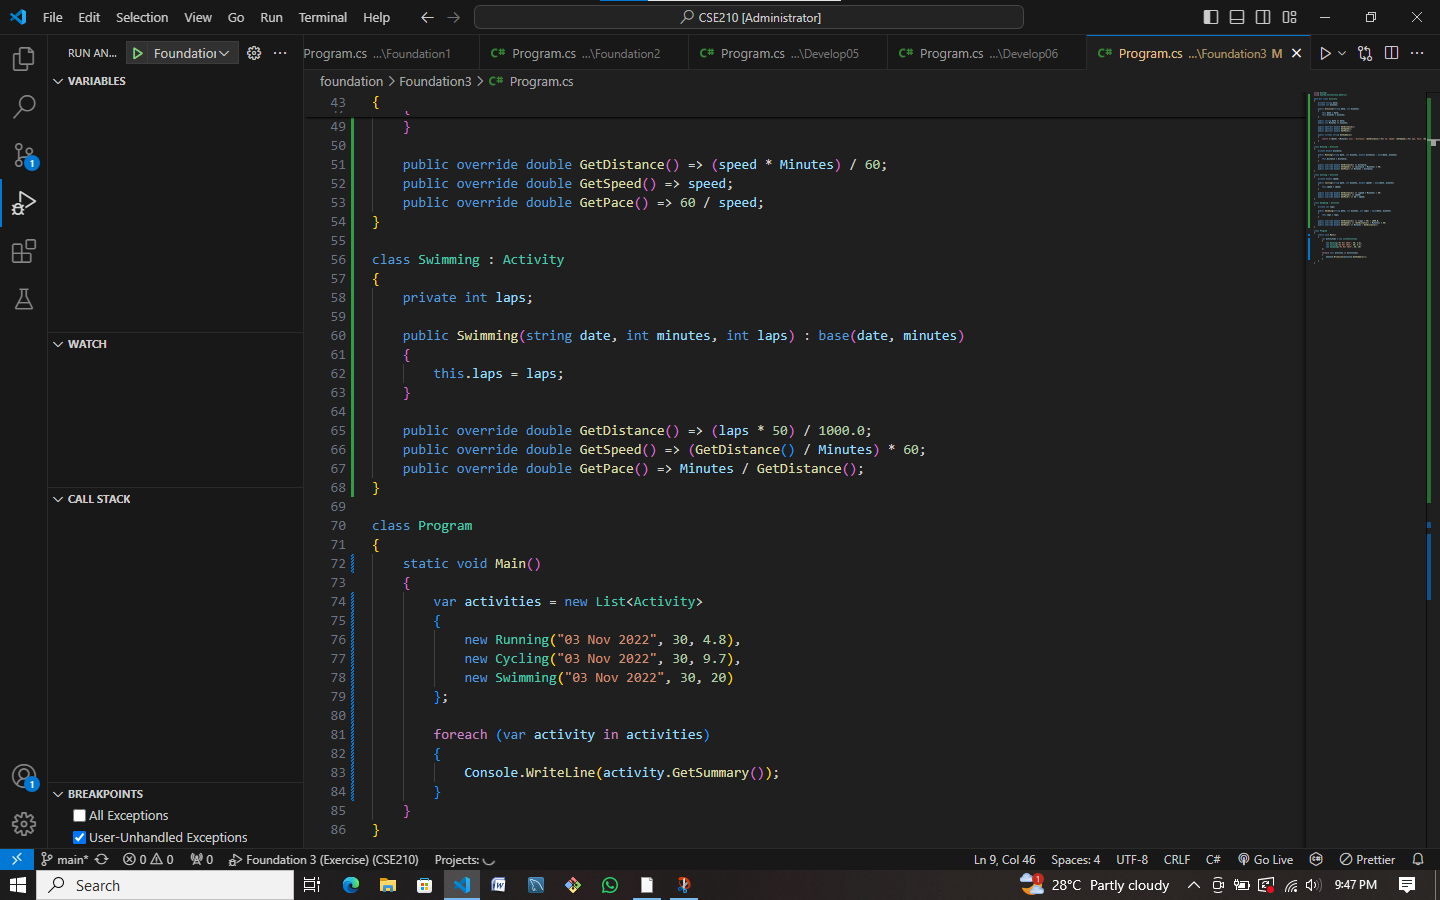 File Edit Selection View Go Run Terminal Help
CSE210 [Administrator]
RUN AN... Foundation
Program.cs ...\Foundation1
C# Program.cs ...\Foundation2
C# Program.cs ...\Develop05
C# Program.cs ...\Develop06
C# Program.cs ...\Foundation3 M
foundation > Foundation3 > C# Program.cs
VARIABLES
WATCH
CALL STACK
BREAKPOINTS
All Exceptions
User-Unhandled Exceptions
1
1
43 {
49 }
50
51 public override double GetDistance() => (speed * Minutes) / 60;
52 public override double GetSpeed() => speed;
53 public override double GetPace() => 60 / speed;
54 }
55
56 class Swimming : Activity
57 {
58 private int laps;
59
60 public Swimming(string date, int minutes, int laps) : base(date, minutes)
61 {
62 this.laps = laps;
63 }
64
65 public override double GetDistance() => (laps * 50) / 1000.0;
66 public override double GetSpeed() => (GetDistance() / Minutes) * 60;
67 public override double GetPace() => Minutes / GetDistance();
68 }
69
70 class Program
71 {
72 static void Main()
73 {
74 var activities = new List<Activity>
75 {
76 new Running("03 Nov 2022", 30, 4.8),
77 new Cycling("03 Nov 2022", 30, 9.7),
78 new Swimming("03 Nov 2022", 30, 20)
79 };
80
81 foreach (var activity in activities)
82 {
83 Console.WriteLine(activity.GetSummary());
84 }
85 }
86 }
main* 0 0 0 Foundation 3 (Exercise) (CSE210) Projects:
Ln 9, Col 46 Spaces: 4 UTF-8 CRLF C# Go Live Prettier
Search
1 28°C Partly cloudy 9:47 PM